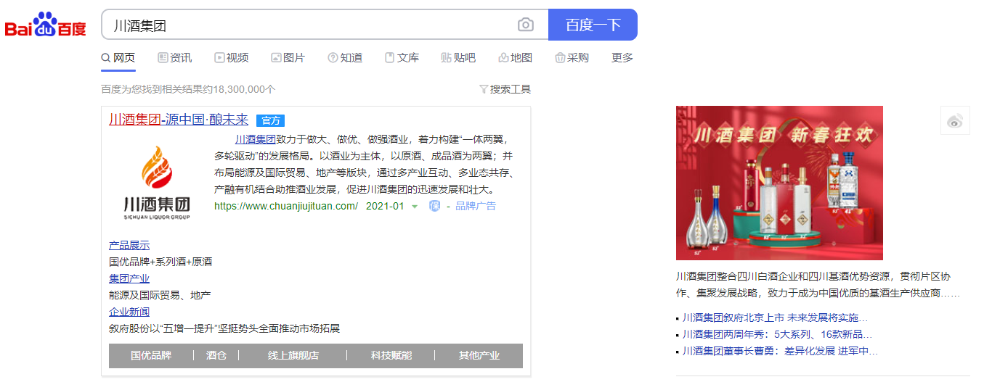 Bai du 百度
川酒集团
百度一下
网页 资讯 视频 图片 知道 文库 贴吧 地图 采购 更多
百度为您找到相关结果约18,300,000个
搜索工具
川酒集团-源中国·酿未来 官方
川酒集团致力于做大、做优、做强酒业，着力构建“一体两翼，
多轮驱动”的发展格局。以酒业为主体，以原酒、成品酒为两翼；并
布局能源及国际贸易、地产等版块，通过多产业互动、多业态共存、
产融有机结合助推酒业发展，促进川酒集团的迅速发展和壮大。
https://www.chuanjiujituan.com/ 2021-01 保 - 品牌广告
川酒集团
SICHUAN LIQUOR GROUP
产品展示
国优品牌+系列酒+原酒
集团产业
能源及国际贸易、地产
企业新闻
叙府股份以“五增一提升”坚挺势头全面推动市场拓展
国优品牌 酒仓 线上旗舰店 科技赋能 其他产业
川酒集团 新春狂欢
川酒集团整合四川白酒企业和四川基酒优势资源，贯彻片区协
作、集聚发展战略，致力于成为中国优质的基酒生产供应商……
川酒集团叙府北京上市 未来发展将实施...
川酒集团两周年秀：5大系列、16款新品...
川酒集团董事长曹勇：差异化发展 进军中...